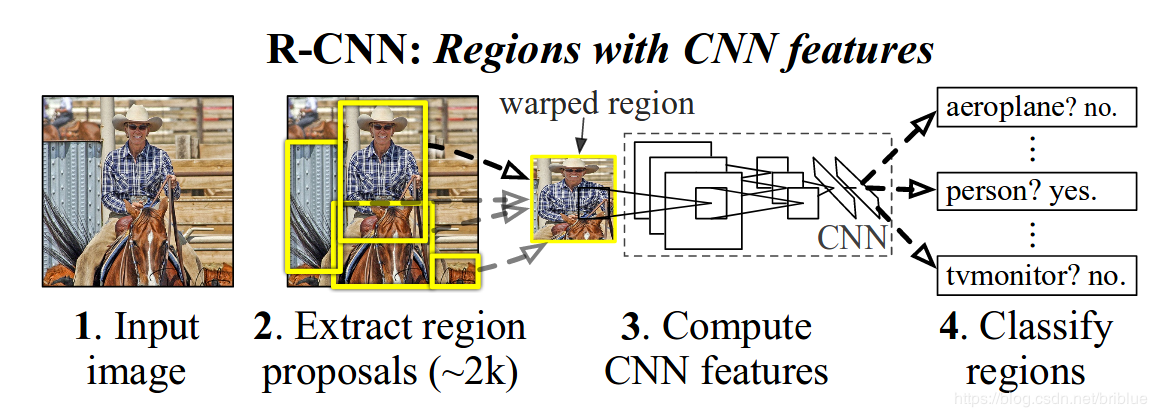 R-CNN: Regions with CNN features
warped region
aeroplane? no.
⋮
person? yes.
⋮
tvmonitor? no.
CNN
1. Input
image
2. Extract region
proposals (~2k)
3. Compute
CNN features
4. Classify
regions
https://blog.csdn.net/briblue